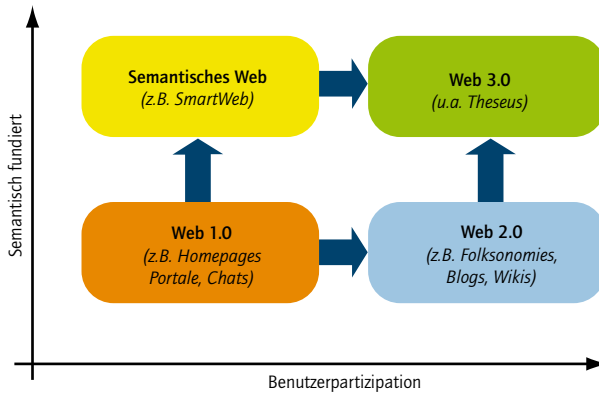 Semantisch fundiert
Semantisches Web
(z.B. SmartWeb)
Web 3.0
(u.a. Theseus)
Web 1.0
(z.B. Homepages
Portale, Chats)
Web 2.0
(z.B. Folksonomies,
Blogs, Wikis)
Benutzerpartizipation